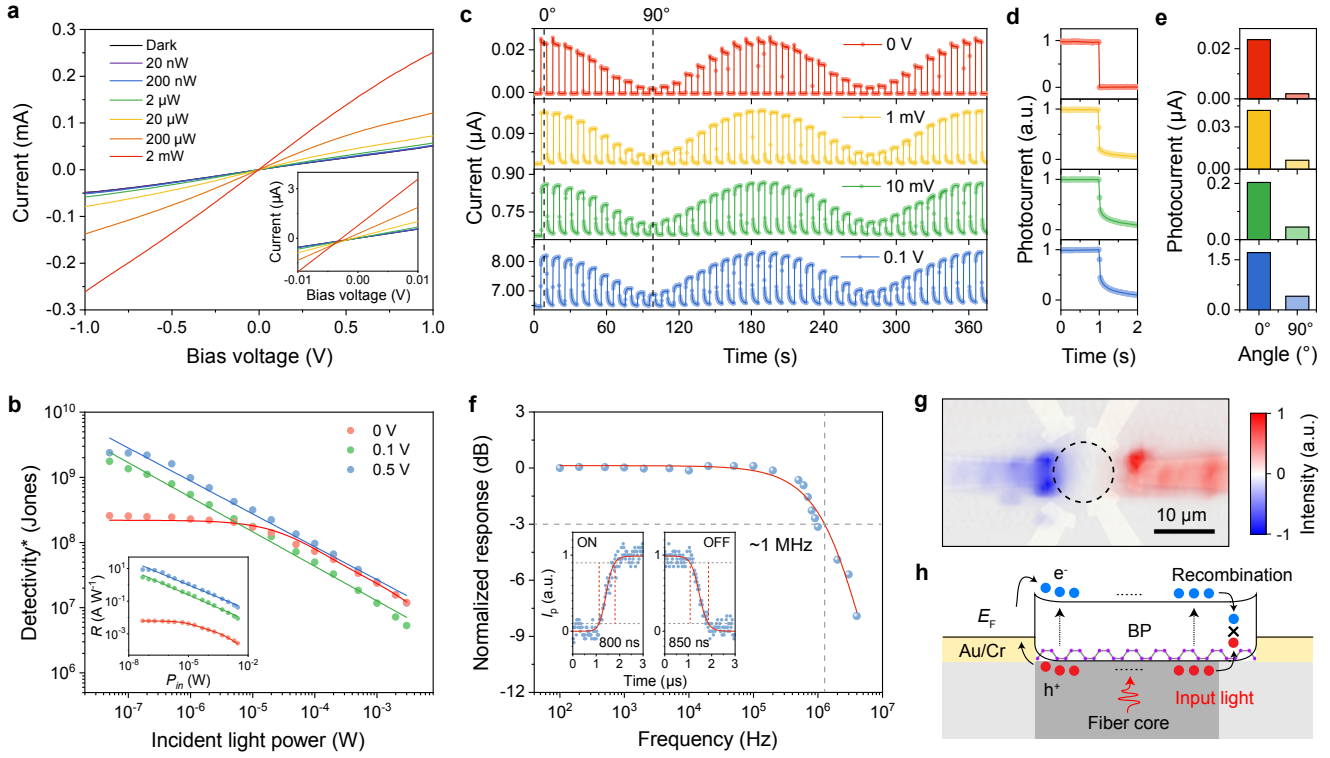 a
Current (mA)
0.3
0.2
0.1
0.0
-0.1
-0.2
0.3
Dark
20 nW
200 nW
2 µW
20 µW
200 µW
2 mW
Current (µA)
3
0
-0.01
0.00
0.01
Bias voltage (V)
-1.0
-0.5
0.0
0.5
1.0
Bias voltage (V)
c
0°
90°
Current (µA)
0.02
0.00
0 V
0.09
1 mV
0.90
0.75
10 mV
8.00
7.00
0.1 V
0
60
120
180
240
300
360
Time (s)
d
Photocurrent (a.u.)
1
0
1
0
1
0
1
0
0
1
2
Time (s)
e
Photocurrent (µA)
0.02
0.00
0.03
0.00
0.2
0.0
1.5
0.0
0°
90°
Angle (°)
b
Detectivity* (Jones)
10¹⁰
10⁹
10⁸
10⁷
10⁶
0 V
0.1 V
0.5 V
R (A W⁻¹)
10¹
10⁻¹
10⁻³
10⁻⁸
10⁻⁵
10⁻²
Pin (W)
10⁻⁷
10⁻⁶
10⁻⁵
10⁻⁴
10⁻³
Incident light power (W)
f
Normalized response (dB)
3
0
-3
-6
-9
-12
~1 MHz
ON
OFF
Ip (a.u.)
1
0
800 ns
850 ns
0
1
2
3
0
1
2
3
Time (µs)
10²
10³
10⁴
10⁵
10⁶
10⁷
Frequency (Hz)
g
10 µm
1
0
-1
Intensity (a.u.)
h
e⁻
Recombination
EF
BP
Au/Cr
h⁺
Input light
Fiber core